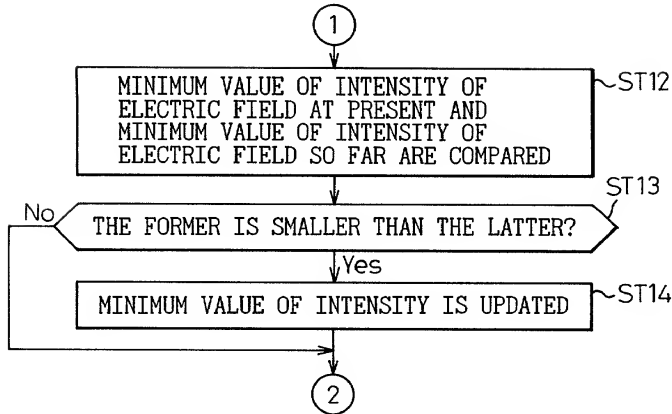 1
MINIMUM VALUE OF INTENSITY OF
ELECTRIC FIELD AT PRESENT AND
MINIMUM VALUE OF INTENSITY OF
ELECTRIC FIELD SO FAR ARE COMPARED
ST12
ST13
No
THE FORMER IS SMALLER THAN THE LATTER?
Yes
MINIMUM VALUE OF INTENSITY IS UPDATED
ST14
2